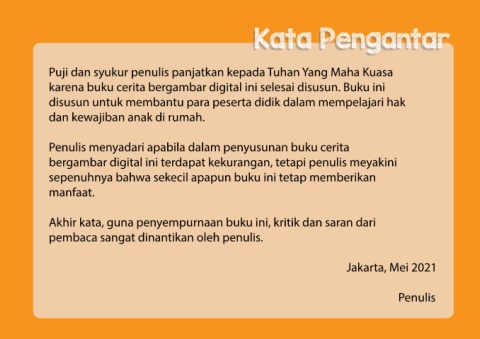 Kata Pengantar
Puji dan syukur penulis panjatkan kepada Tuhan Yang Maha Kuasa
karena buku cerita bergambar digital ini selesai disusun. Buku ini
disusun untuk membantu para peserta didik dalam mempelajari hak
dan kewajiban anak di rumah.
Penulis menyadari apabila dalam penyusunan buku cerita
bergambar digital ini terdapat kekurangan, tetapi penulis meyakini
sepenuhnya bahwa sekecil apapun buku ini tetap memberikan
manfaat.
Akhir kata, guna penyempurnaan buku ini, kritik dan saran dari
pembaca sangat dinantikan oleh penulis.
Jakarta, Mei 2021
Penulis